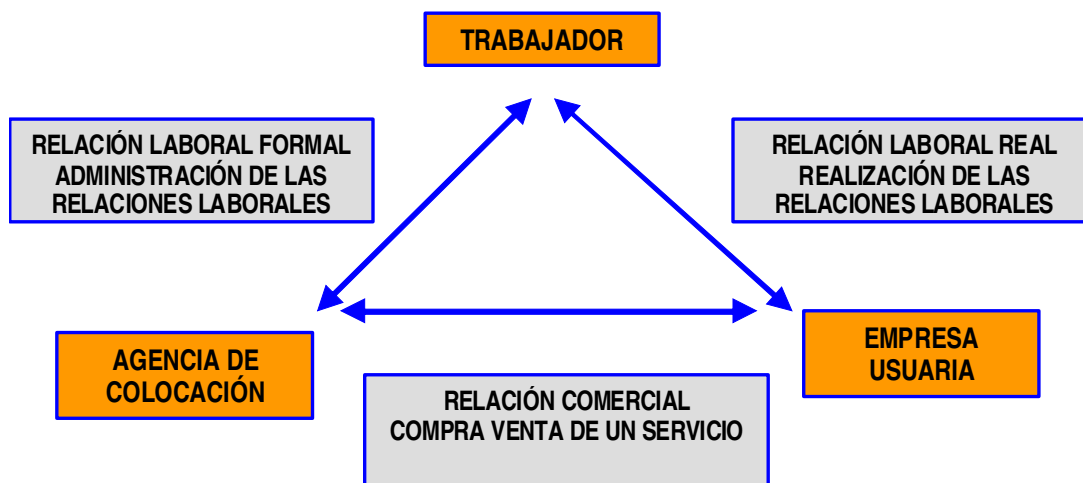 TRABAJADOR
RELACIÓN LABORAL FORMAL
ADMINISTRACIÓN DE LAS
RELACIONES LABORALES
RELACIÓN LABORAL REAL
REALIZACIÓN DE LAS
RELACIONES LABORALES
AGENCIA DE
COLOCACIÓN
EMPRESA
USUARIA
RELACIÓN COMERCIAL
COMPRA VENTA DE UN SERVICIO